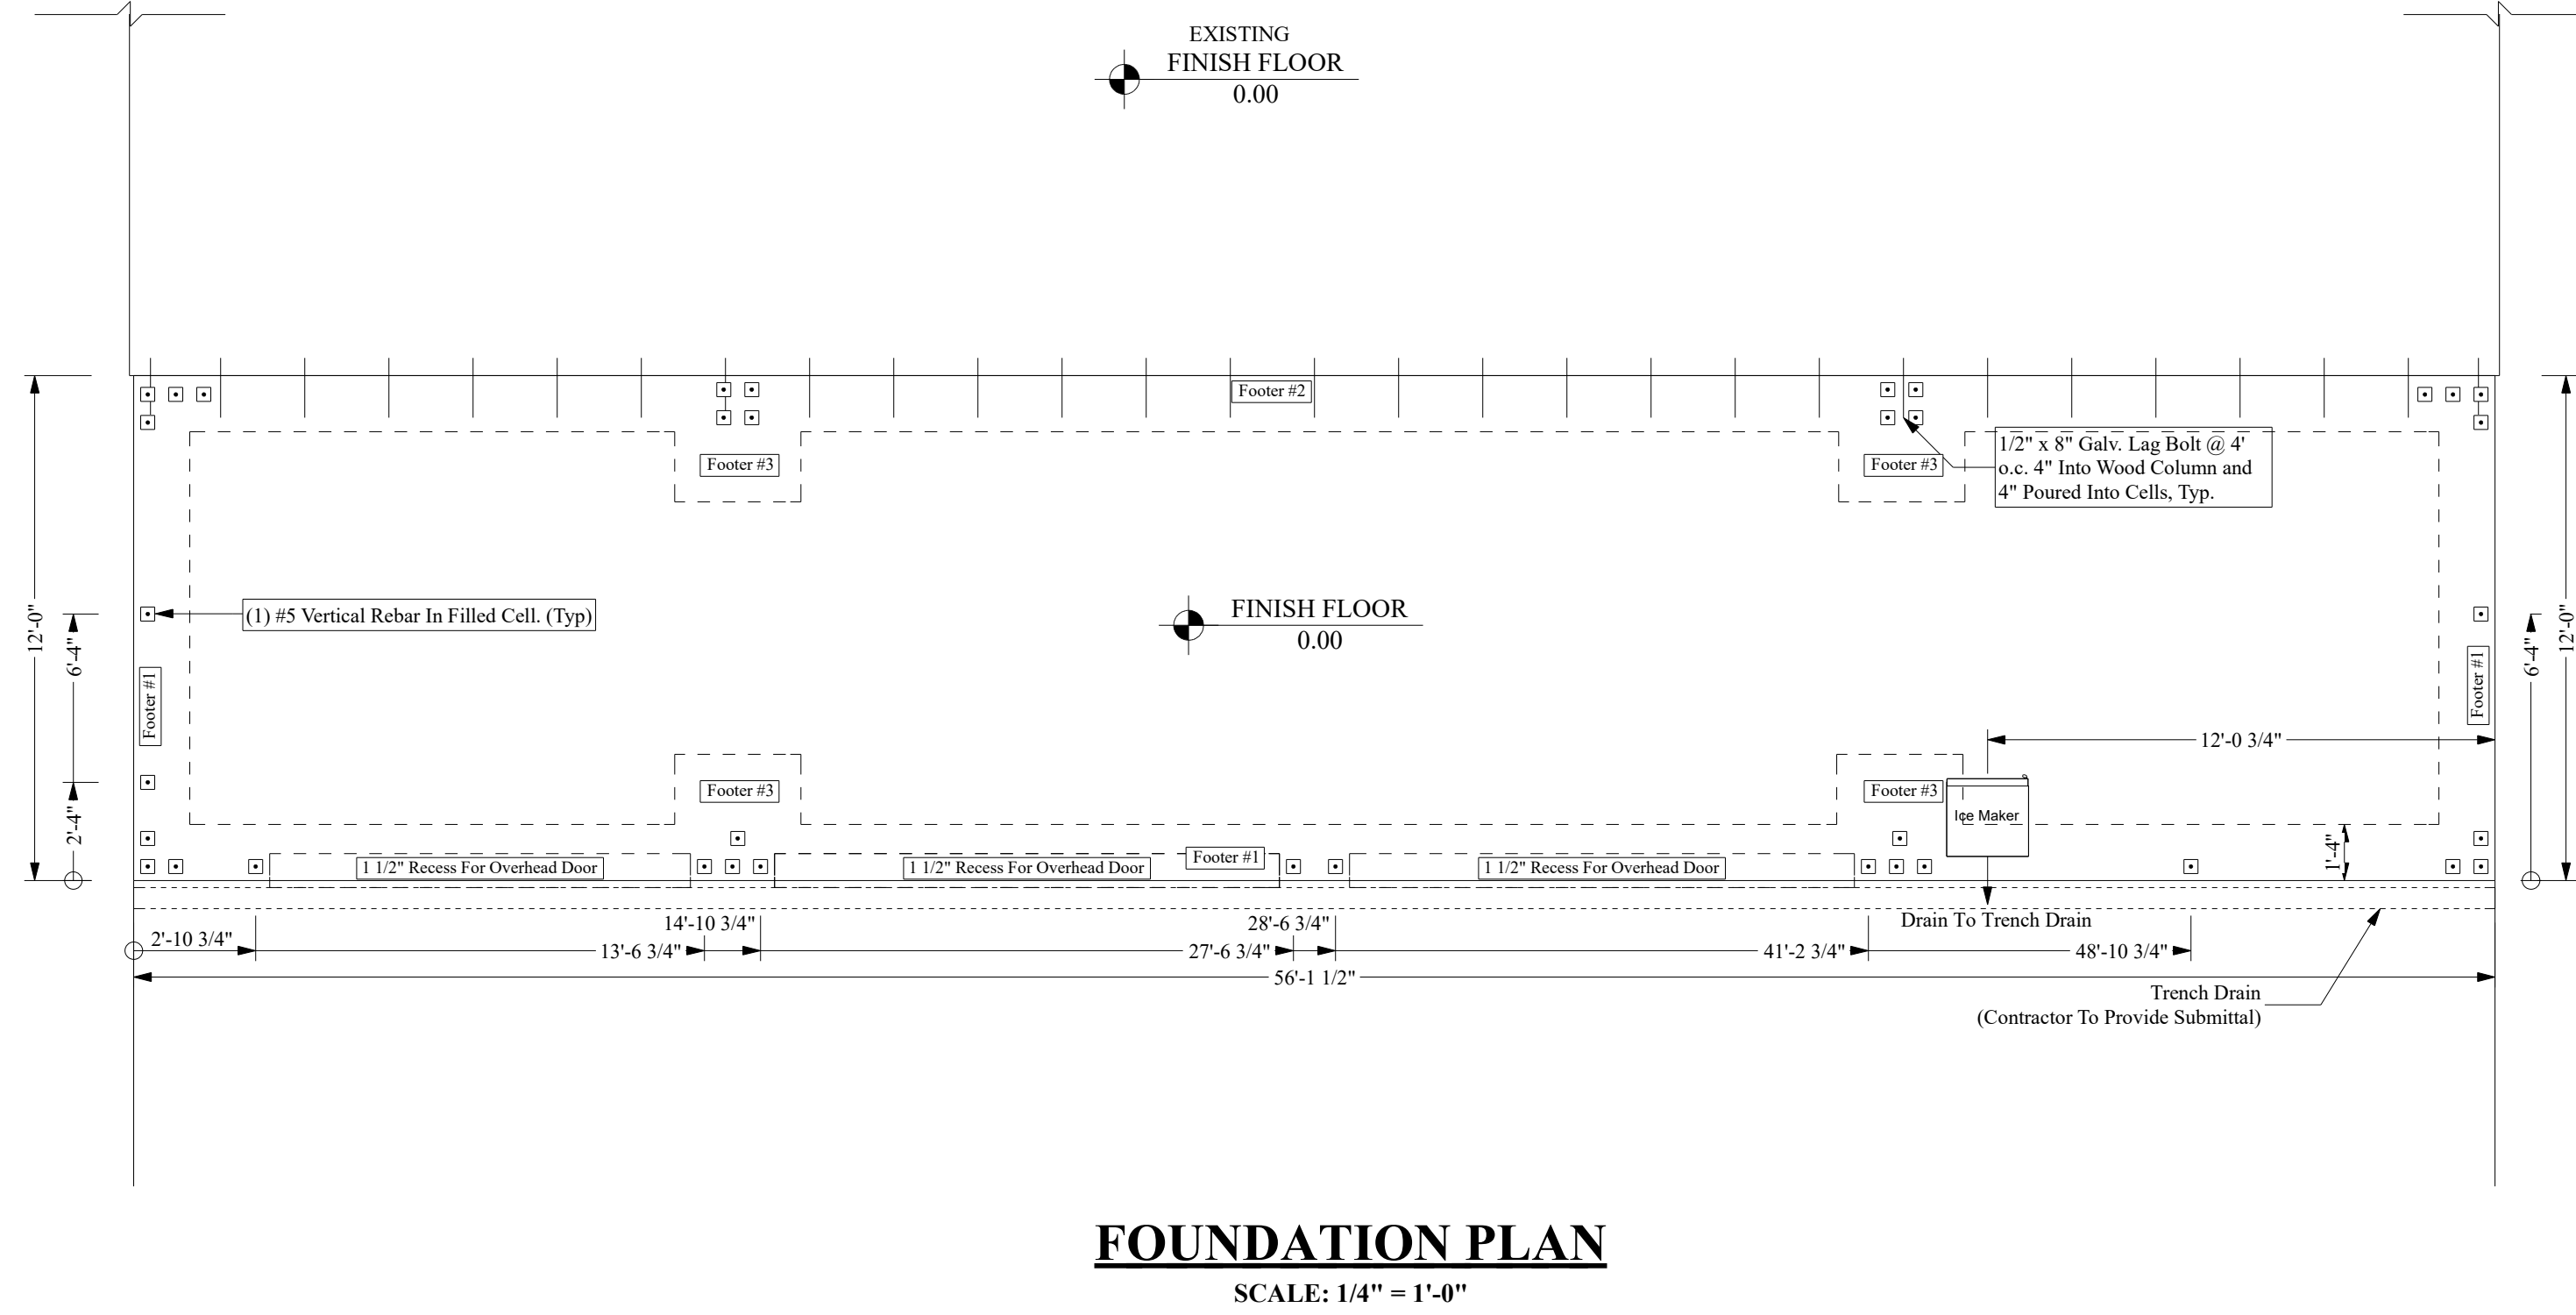 EXISTING
FINISH FLOOR
0.00
Footer #2
Footer #3
Footer #3
1/2" x 8" Galv. Lag Bolt @ 4'
o.c. 4" Into Wood Column and
4" Poured Into Cells, Typ.
(1) #5 Vertical Rebar In Filled Cell. (Typ)
FINISH FLOOR
0.00
12'-0"
6'-4"
2'-4"
Footer #1
Footer #1
6'-4"
12'-0"
12'-0 3/4"
Footer #3
Footer #3
Ice Maker
1'-4"
1 1/2" Recess For Overhead Door
1 1/2" Recess For Overhead Door
Footer #1
1 1/2" Recess For Overhead Door
Drain To Trench Drain
2'-10 3/4"
14'-10 3/4"
13'-6 3/4"
28'-6 3/4"
27'-6 3/4"
41'-2 3/4"
48'-10 3/4"
56'-1 1/2"
Trench Drain
(Contractor To Provide Submittal)
FOUNDATION PLAN
SCALE: 1/4" = 1'-0"